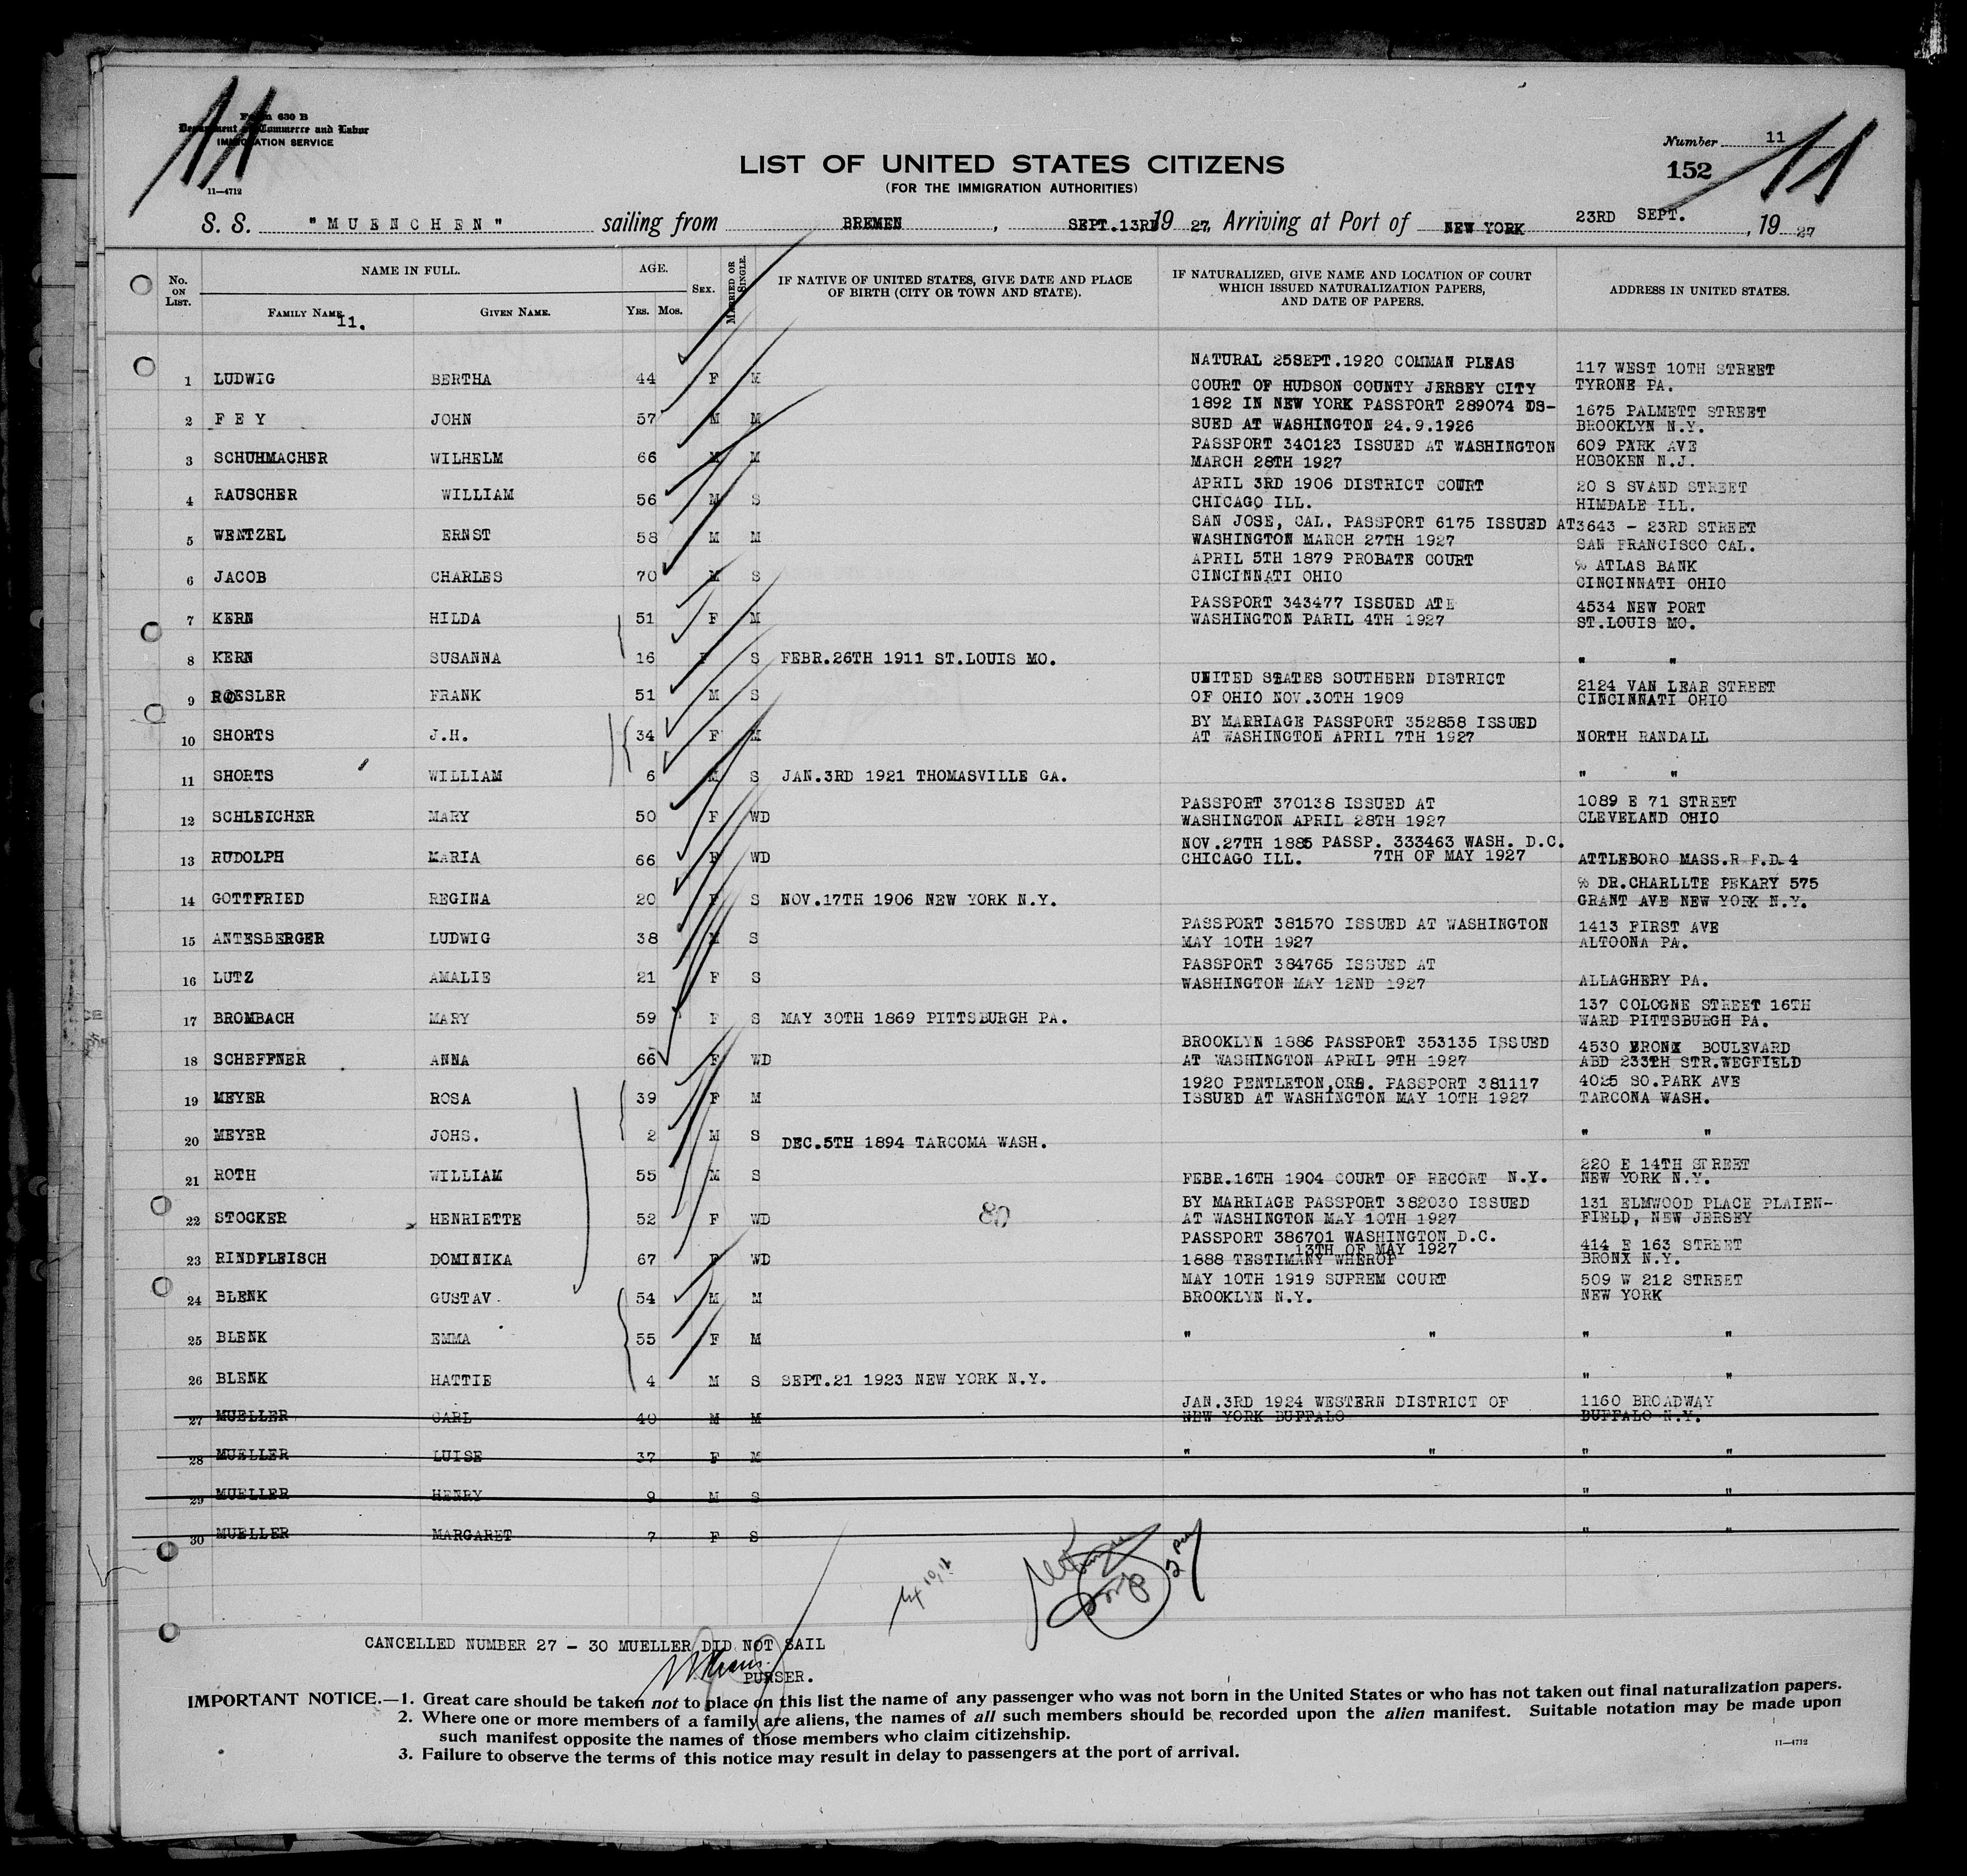 11
Form 630 B
Department of Commerce and Labor
IMMIGRATION SERVICE
11—4712
Number 11
152
11
LIST OF UNITED STATES CITIZENS
(FOR THE IMMIGRATION AUTHORITIES)
S. S. "MUENCHEN" sailing from BREMEN, SEPT.13RD 1927, Arriving at Port of NEW YORK 23RD SEPT., 1927
No. ON LIST. NAME IN FULL. AGE. SEX. MARRIED OR SINGLE. IF NATIVE OF UNITED STATES, GIVE DATE AND PLACE OF BIRTH (CITY OR TOWN AND STATE). IF NATURALIZED, GIVE NAME AND LOCATION OF COURT WHICH ISSUED NATURALIZATION PAPERS, AND DATE OF PAPERS. ADDRESS IN UNITED STATES.
FAMILY NAME 11. GIVEN NAME. YRS. MOS.
1 LUDWIG BERTHA 44 F M NATURAL 25SEPT.1920 COMMAN PLEAS COURT OF HUDSON COUNTY JERSEY CITY 117 WEST 10TH STREET TYRONE PA.
2 F E Y JOHN 57 M M 1892 IN NEW YORK PASSPORT 289074 DS-SUED AT WASHINGTON 24.9.1926 1675 PALMETT STREET BROOKLYN N.Y.
3 SCHUHMACHER WILHELM 66 M M PASSPORT 340123 ISSUED AT WASHINGTON MARCH 28TH 1927 609 PARK AVE HOBOKEN N.J.
4 RAUSCHER WILLIAM 56 M S APRIL 3RD 1906 DISTRICT COURT CHICAGO ILL. 20 S SVAND STREET HIMDALE ILL.
5 WENTZEL ERNST 58 M M SAN JOSE, CAL. PASSPORT 6175 ISSUED AT WASHINGTON MARCH 27TH 1927 3643 - 23RD STREET SAN FRANCISCO CAL.
6 JACOB CHARLES 70 M S APRIL 5TH 1879 PROBATE COURT CINCINNATI OHIO % ATLAS BANK CINCINNATI OHIO
7 KERN HILDA 51 F M PASSPORT 343477 ISSUED ATE WASHINGTON PARIL 4TH 1927 4534 NEW PORT ST.LOUIS MO.
8 KERN SUSANNA 16 F S FEBR.26TH 1911 ST.LOUIS MO. " "
9 ROESLER FRANK 51 M S UNITED STATES SOUTHERN DISTRICT OF OHIO NOV.30TH 1909 2124 VAN LEAR STREET CINCINNATI OHIO
10 SHORTS J.H. 34 F M BY MARRIAGE PASSPORT 352858 ISSUED AT WASHINGTON APRIL 7TH 1927 NORTH RANDALL
11 SHORTS WILLIAM 6 M S JAN.3RD 1921 THOMASVILLE GA. " "
12 SCHLEICHER MARY 50 F WD PASSPORT 370138 ISSUED AT WASHINGTON APRIL 28TH 1927 1089 E 71 STREET CLEVELAND OHIO
13 RUDOLPH MARIA 66 F WD NOV.27TH 1885 PASSP. 333463 WASH. D.C. CHICAGO ILL. 7TH OF MAY 1927 ATTLEBORO MASS.R F.D.4
14 GOTTFRIED REGINA 20 F S NOV.17TH 1906 NEW YORK N.Y. % DR.CHARLLTE PEKARY 575 GRANT AVE NEW YORK N.Y.
15 ANTESBERGER LUDWIG 38 M S PASSPORT 381570 ISSUED AT WASHINGTON MAY 10TH 1927 1413 FIRST AVE ALTOONA PA.
16 LUTZ AMALIE 21 F S PASSPORT 384765 ISSUED AT WASHINGTON MAY 12ND 1927 ALLAGHERY PA.
17 BROMBACH MARY 59 F S MAY 30TH 1869 PITTSBURGH PA. 137 COLOGNE STREET 16TH WARD PITTSBURGH PA.
18 SCHEFFNER ANNA 66 F WD BROOKLYN 1886 PASSPORT 353135 ISSUED AT WASHINGTON APRIL 9TH 1927 4530 BRONX BOULEVARD ABD 233TH STR.WEGFIELD
19 MEYER ROSA 39 F M 1920 PENTLETON,ORG. PASSPORT 381117 ISSUED AT WASHINGTON MAY 10TH 1927 4025 SO.PARK AVE TARCONA WASH.
20 MEYER JOHS. 2 M S DEC.5TH 1894 TARCOMA WASH. " "
21 ROTH WILLIAM 55 M S FEBR.16TH 1904 COURT OF RECORT N.Y. 220 E 14TH STREET NEW YORK N.Y.
22 STOCKER HENRIETTE 52 F WD 80 BY MARRIAGE PASSPORT 382030 ISSUED AT WASHINGTON MAY 10TH 1927 131 ELMWOOD PLACE PLAIEN-FIELD, NEW JERSEY
23 RINDFLEISCH DOMINIKA 67 F WD PASSPORT 386701 WASHINGTON D.C. 13TH OF MAY 1927 1888 TESTIMANY WHEROF 414 E 163 STREET BRONX N.Y.
24 BLENK GUSTAV. 54 M M MAY 10TH 1919 SUPREM COURT BROOKLYN N.Y. 509 W 212 STREET NEW YORK
25 BLENK EMMA 55 F M " " " "
26 BLENK HATTIE 4 M S SEPT.21 1923 NEW YORK N.Y. " "
27 MUELLER CARL 40 M M JAN.3RD 1924 WESTERN DISTRICT OF NEW YORK BUFFALO 1160 BROADWAY BUFFALO N.Y.
28 MUELLER LUISE 37 F M " " " "
29 MUELLER HENRY 9 M S " "
30 MUELLER MARGARET 7 F S " "
CANCELLED NUMBER 27 - 30 MUELLER DID NOT SAIL
PURSER.
IMPORTANT NOTICE.—1. Great care should be taken not to place on this list the name of any passenger who was not born in the United States or who has not taken out final naturalization papers.
2. Where one or more members of a family are aliens, the names of all such members should be recorded upon the alien manifest. Suitable notation may be made upon
such manifest opposite the names of those members who claim citizenship.
3. Failure to observe the terms of this notice may result in delay to passengers at the port of arrival.
11—4712